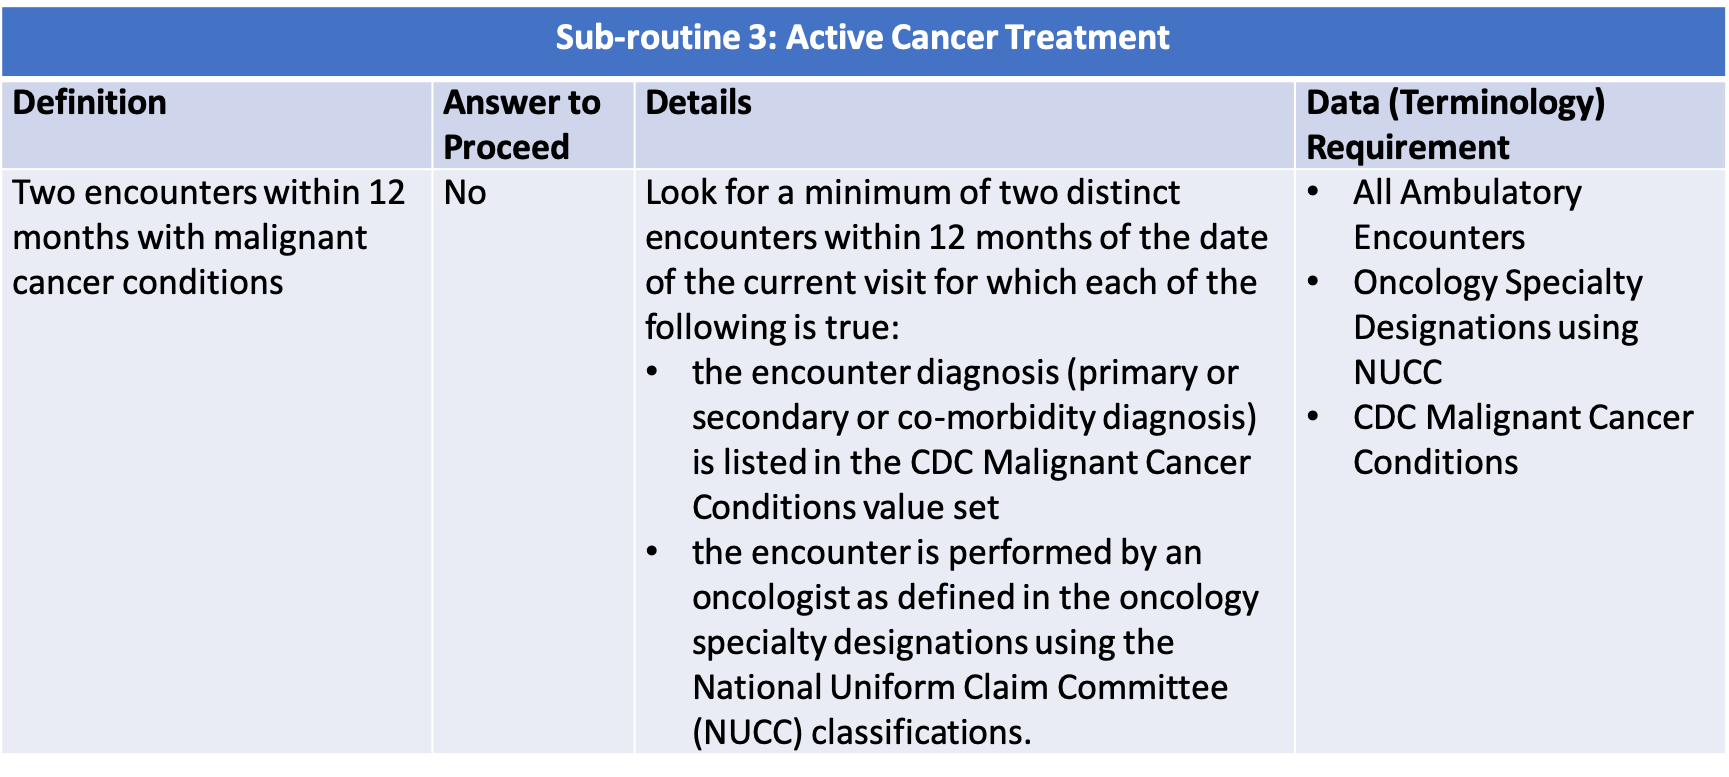 Sub-routine 3: Active Cancer Treatment
Definition
Answer to
Proceed
Details
Data (Terminology)
Requirement
Two encounters within 12
months with malignant
cancer conditions
No
Look for a minimum of two distinct
encounters within 12 months of the date
of the current visit for which each of the
following is true:
• the encounter diagnosis (primary or
secondary or co-morbidity diagnosis)
is listed in the CDC Malignant Cancer
Conditions value set
• the encounter is performed by an
oncologist as defined in the oncology
specialty designations using the
National Uniform Claim Committee
(NUCC) classifications.
• All Ambulatory
Encounters
• Oncology Specialty
Designations using
NUCC
• CDC Malignant Cancer
Conditions